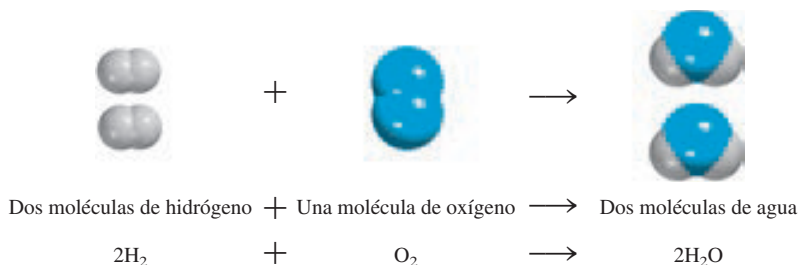 + ⟶
Dos moléculas de hidrógeno + Una molécula de oxígeno ⟶ Dos moléculas de agua
2H₂ + O₂ ⟶ 2H₂O